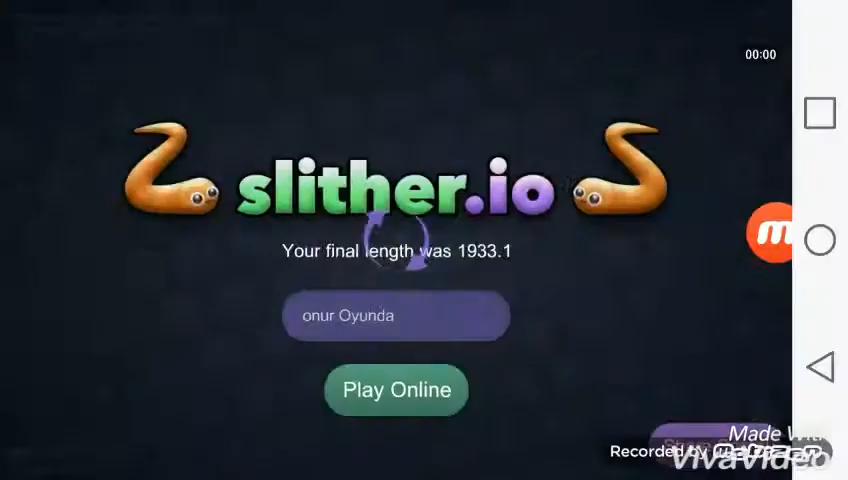 00:00
slither.io
Your final length was 1933.1
onur Oyunda
Play Online
Made With
Recorded by
VivaVideo